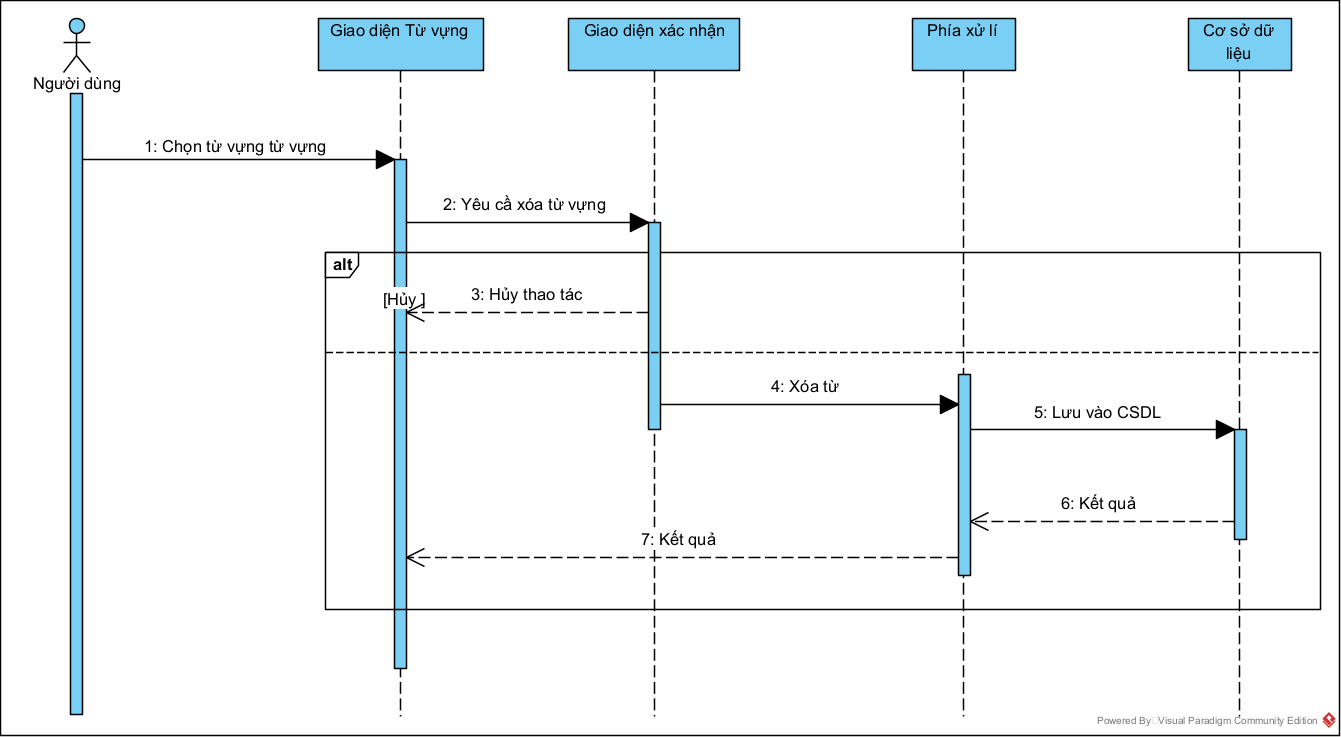 Người dùng
Giao diện Từ vựng
Giao diện xác nhận
Phía xử lí
Cơ sở dữ
liệu
1: Chọn từ vựng từ vựng
2: Yêu cầ xóa từ vựng
alt
[Hủy ]
3: Hủy thao tác
4: Xóa từ
5: Lưu vào CSDL
6: Kết quả
7: Kết quả
Powered By Visual Paradigm Community Edition